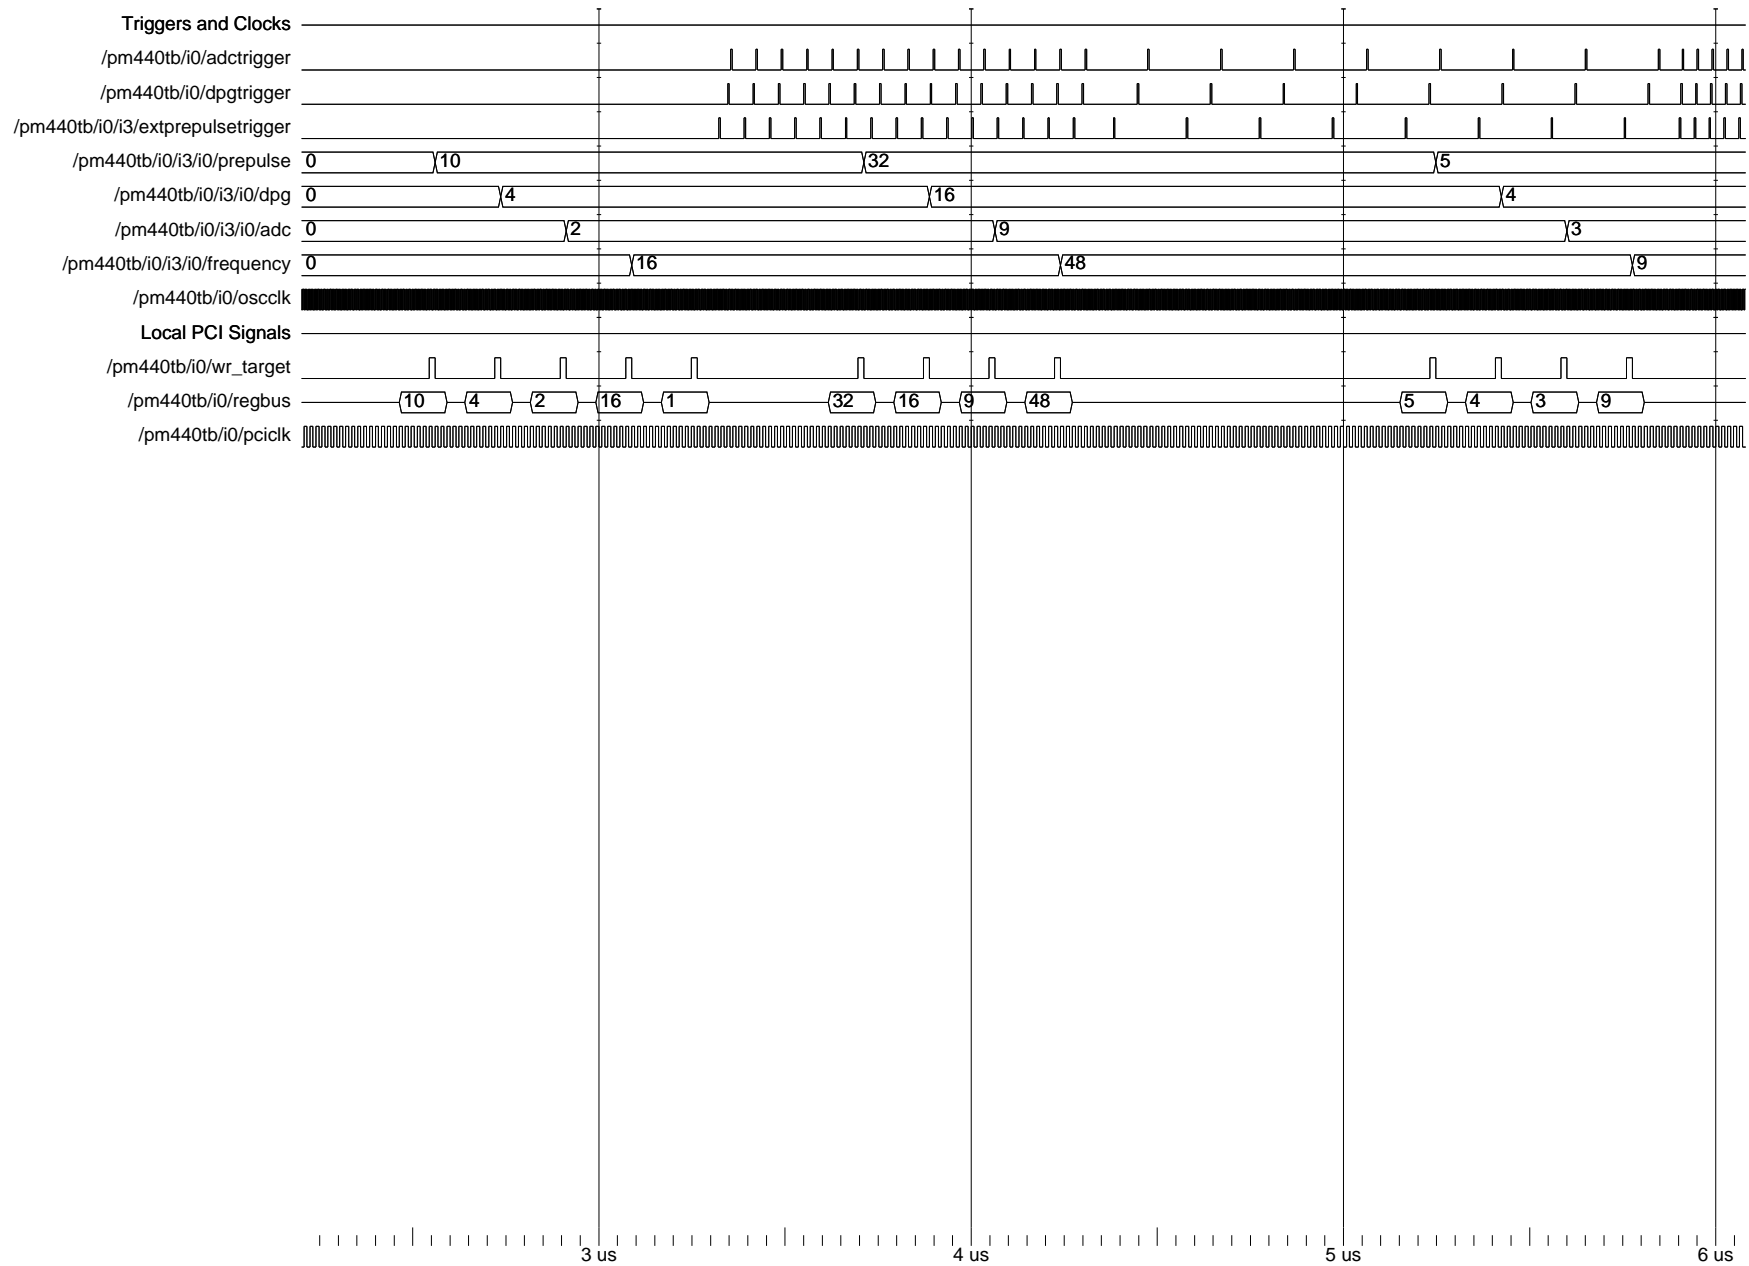 Triggers and Clocks
/pm440tb/i0/adctrigger
/pm440tb/i0/dpgtrigger
/pm440tb/i0/i3/extprepulsetrigger
/pm440tb/i0/i3/i0/prepulse 0 10 32 5
/pm440tb/i0/i3/i0/dpg 0 4 16 4
/pm440tb/i0/i3/i0/adc 0 2 9 3
/pm440tb/i0/i3/i0/frequency 0 16 48 9
/pm440tb/i0/oscclk
Local PCI Signals
/pm440tb/i0/wr_target
/pm440tb/i0/regbus 10 4 2 16 1 32 16 9 48 5 4 3 9
/pm440tb/i0/pciclk
3 us 4 us 5 us 6 us